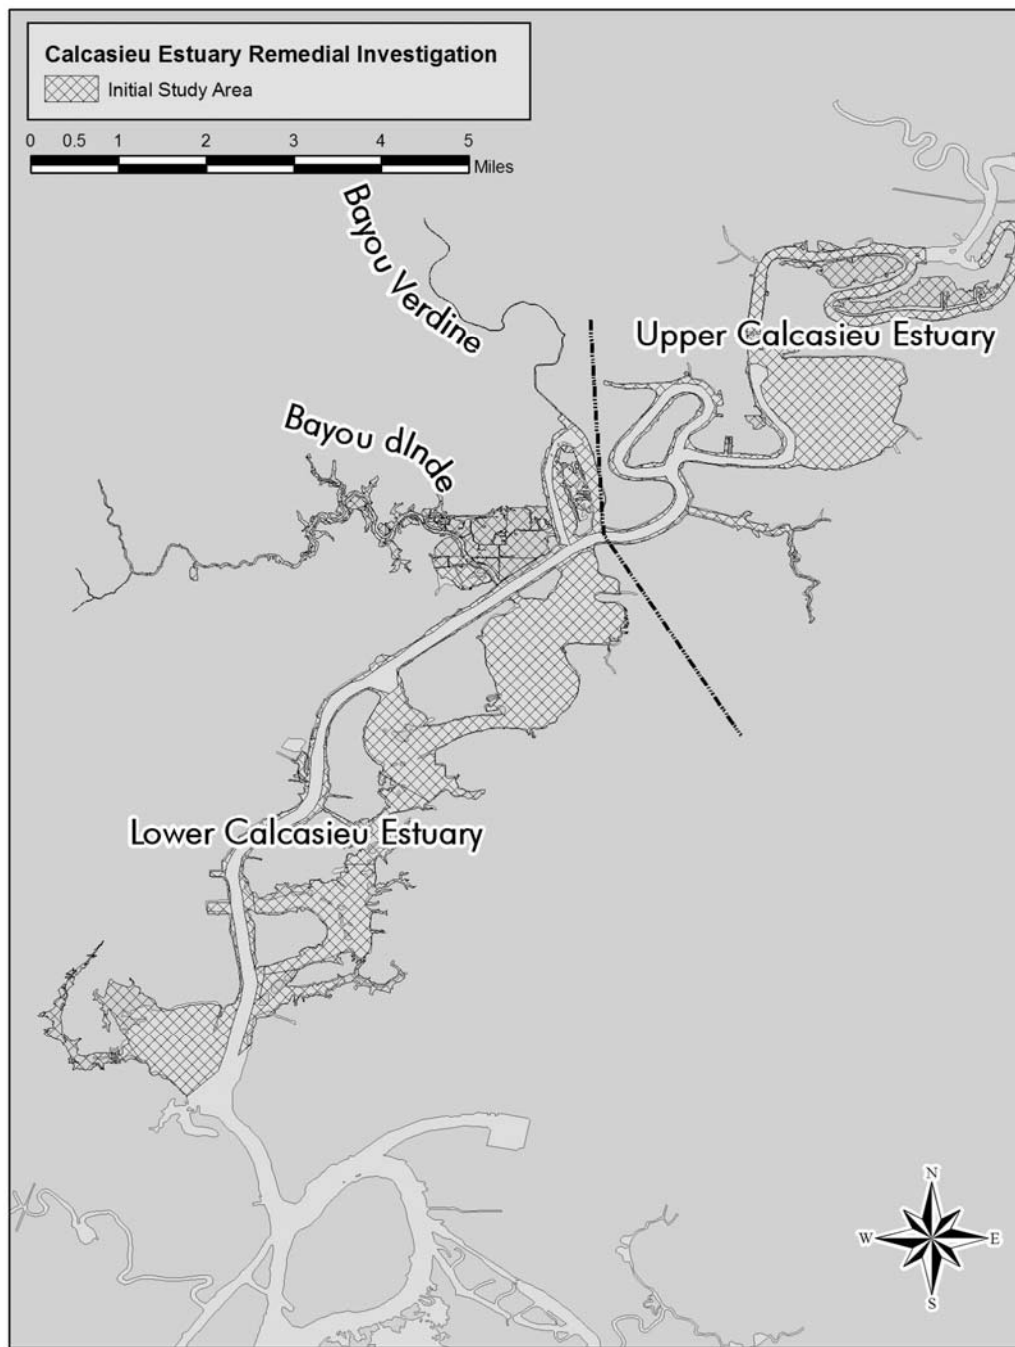 Calcasieu Estuary Remedial Investigation
Initial Study Area
0 0.5 1 2 3 4 5
Miles
Bayou Verdine
Upper Calcasieu Estuary
Bayou dInde
Lower Calcasieu Estuary
N
W E
S